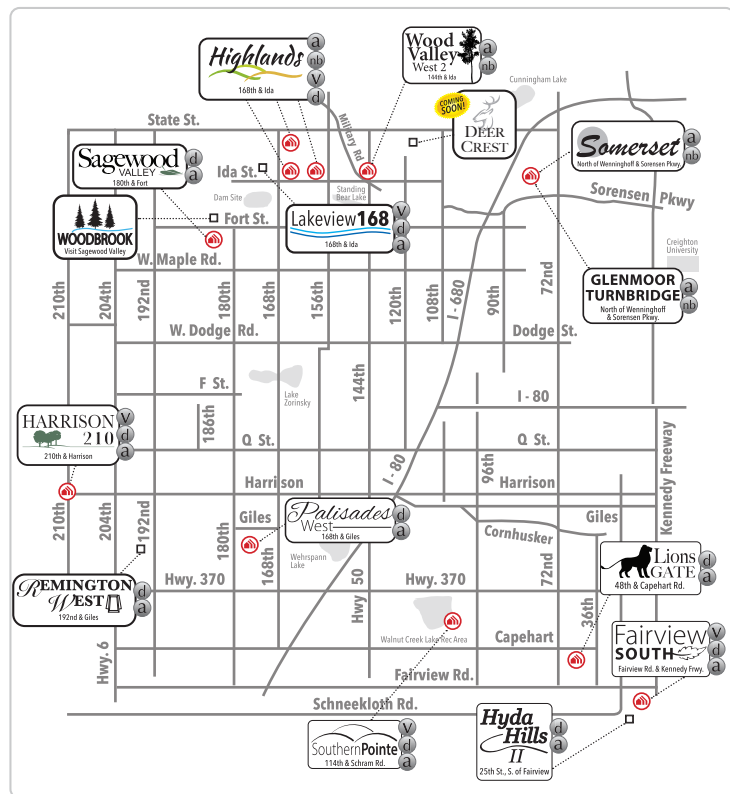 Highlands
168th & Ida
a
nb
v
d
Wood
Valley
West 2
144th & Ida
a
nb
COMING
SOON!
DEER
CREST
Cunningham Lake
Somerset
North of Wenninghoff & Sorensen Pkwy.
a
nb
State St.
Military Rd
Sagewood
VALLEY
180th & Fort
d
a
Ida St.
Dam Site
Standing
Bear Lake
Sorensen Pkwy
WOODBROOK
Visit Sagewood Valley
Fort St.
Lakeview168
168th & Ida
v
d
a
Creighton
University
W. Maple Rd.
GLENMOOR
TURNBRIDGE
North of Wenninghoff
& Sorensen Pkwy.
a
nb
210th
204th
192nd
180th
168th
156th
120th
108th
I - 680
90th
72nd
W. Dodge Rd.
Dodge St.
F St.
Lake
Zorinsky
144th
I - 80
186th
HARRISON
210
210th & Harrison
v
d
a
Q St.
Q St.
I - 80
96th
Kennedy Freeway
Harrison
Harrison
210th
204th
192nd
180th
Giles
168th
Palisades
West
168th & Giles
d
a
Giles
Cornhusker
Wehrspann
Lake
72nd
Lions
GATE
48th & Capehart Rd.
d
a
REMINGTON
WEST
192nd & Giles
d
a
Hwy. 370
Hwy 50
Hwy. 370
36th
Walnut Creek Lake Rec Area
Capehart
Fairview
SOUTH
Fairview Rd. & Kennedy Frwy.
v
d
a
Hwy. 6
Fairview Rd.
Schneekloth Rd.
SouthernPointe
114th & Schram Rd.
v
d
a
Hyda
Hills
II
25th St., S. of Fairview
d
a